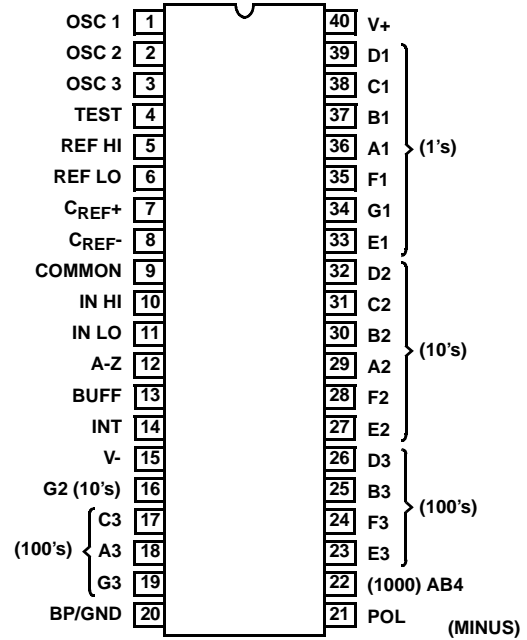 OSC 1 1 40 V+
OSC 2 2 39 D1
OSC 3 3 38 C1
TEST 4 37 B1
REF HI 5 36 A1 (1's)
REF LO 6 35 F1
CREF+ 7 34 G1
CREF- 8 33 E1
COMMON 9 32 D2
IN HI 10 31 C2
IN LO 11 30 B2
A-Z 12 29 A2 (10's)
BUFF 13 28 F2
INT 14 27 E2
V- 15 26 D3
G2 (10's) 16 25 B3
C3 17 24 F3 (100's)
(100's) A3 18 23 E3
G3 19 22 (1000) AB4
BP/GND 20 21 POL (MINUS)